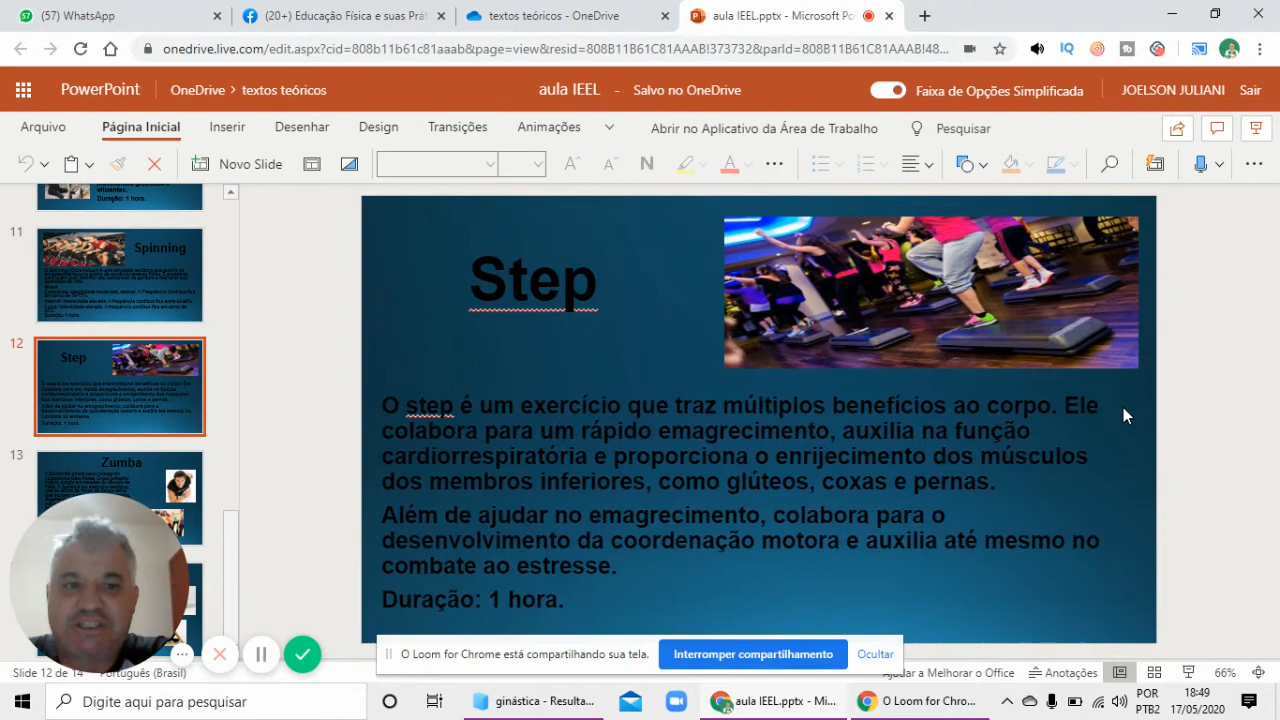 (57) WhatsApp
(20+) Educação Física e suas Prát
textos teóricos - OneDrive
aula IEEL.pptx - Microsoft Po
onedrive.live.com/edit.aspx?cid=808b11b61c81aaab&page=view&resid=808B11B61C81AAAB!373732&parId=808B11B61C81AAAB!48...
PowerPoint
OneDrive > textos teóricos
aula IEEL - Salvo no OneDrive
Faixa de Opções Simplificada
JOELSON JULIANI
Sair
Arquivo
Página Inicial
Inserir
Desenhar
Design
Transições
Animações
Abrir no Aplicativo da Área de Trabalho
Pesquisar
Novo Slide
N
eficientes.
Duração: 1 hora.
11
Spinning
12
Step
13
Zumba
Step
O step é um exercício que traz múltiplos benefícios ao corpo. Ele
colabora para um rápido emagrecimento, auxilia na função
cardiorrespiratória e proporciona o enrijecimento dos músculos
dos membros inferiores, como glúteos, coxas e pernas.
Além de ajudar no emagrecimento, colabora para o
desenvolvimento da coordenação motora e auxilia até mesmo no
combate ao estresse.
Duração: 1 hora.
O Loom for Chrome está compartilhando sua tela.
Interromper compartilhamento
Ocultar
Slide 12 de 14
Português (Brasil)
Ajudar a Melhorar o Office
Anotações
66%
Digite aqui para pesquisar
ginástica - Resulta...
aula IEEL.pptx - Mi...
O Loom for Chro...
POR
PTB2
18:49
17/05/2020